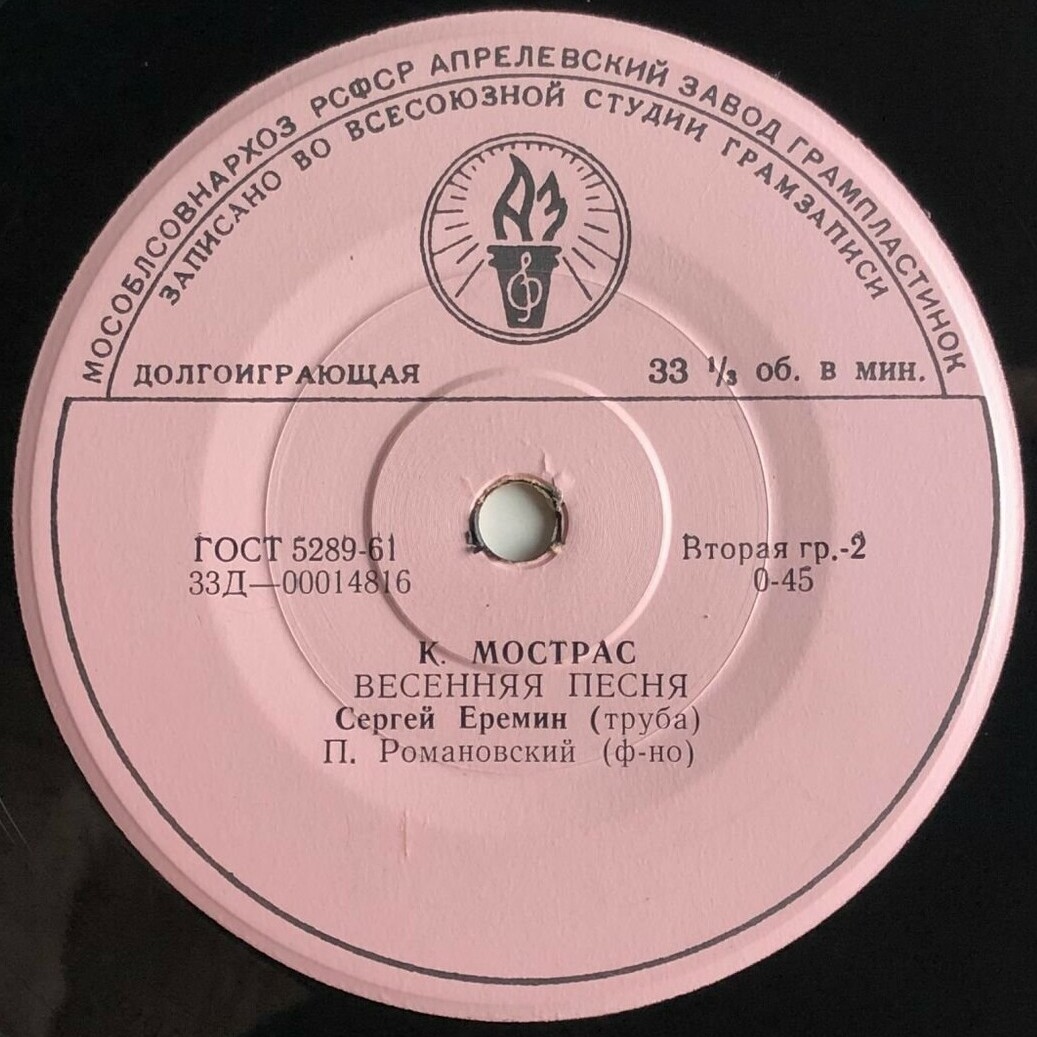 МОСОБЛСОВНАРХОЗ РСФСР АПРЕЛЕВСКИЙ ЗАВОД ГРАМПЛАСТИНОК
ЗАПИСАНО ВО ВСЕСОЮЗНОЙ СТУДИИ ГРАМЗАПИСИ
АЗ
ДОЛГОИГРАЮЩАЯ 33 ⅓ об. в мин.
ГОСТ 5289-61 Вторая гр.-2
33Д—00014816 0-45
К. МОСТРАС
ВЕСЕННЯЯ ПЕСНЯ
Сергей Еремин (труба)
П. Романовский (ф-но)